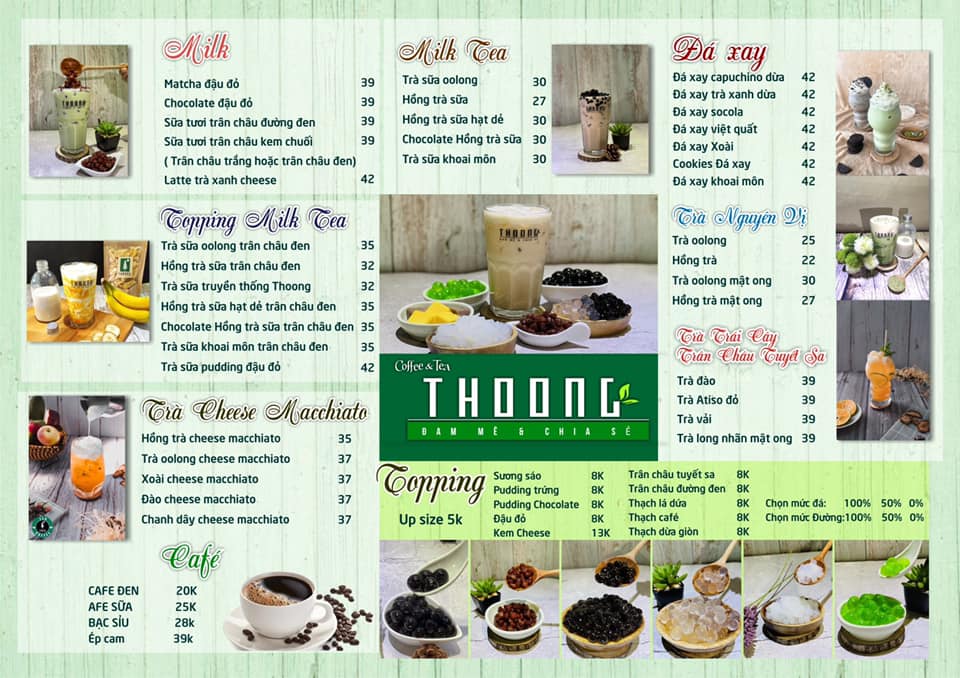 Milk
Matcha đậu đỏ 39
Chocolate đậu đỏ 39
Sữa tươi trân châu đường đen 39
Sữa tươi trân châu kem chuối 39
( Trân châu trắng hoặc trân châu đen)
Latte trà xanh cheese 42
Milk Tea
Trà sữa oolong 30
Hồng trà sữa 27
Hồng trà sữa hạt dẻ 30
Chocolate Hồng trà sữa 30
Trà sữa khoai môn 30
Đá xay
Đá xay capuchino dừa 42
Đá xay trà xanh dừa 42
Đá xay socola 42
Đá xay việt quất 42
Đá xay Xoài 42
Cookies Đá xay 42
Đá xay khoai môn 42
Topping Milk Tea
Trà sữa oolong trân châu đen 35
Hồng trà sữa trân châu đen 32
Trà sữa truyền thống Thoong 32
Hồng trà sữa hạt dẻ trân châu đen 35
Chocolate Hồng trà sữa trân châu đen 35
Trà sữa khoai môn trân châu đen 35
Trà sữa pudding đậu đỏ 42
THOONG
Coffee & Tea
THOONG
ĐAM MÊ & CHIA SẺ
Trà Nguyên Vị
Trà oolong 25
Hồng trà 22
Trà oolong mật ong 30
Hồng trà mật ong 27
Trà Trái Cây
Trân Châu Tuyết Sa
Trà đào 39
Trà Atiso đỏ 39
Trà vải 39
Trà long nhãn mật ong 39
Trà Cheese Macchiato
Hồng trà cheese macchiato 35
Trà oolong cheese macchiato 37
Xoài cheese macchiato 37
Đào cheese macchiato 37
Chanh dây cheese macchiato 37
Café
CAFE ĐEN 20K
AFE SỮA 25K
BẠC SỈU 28k
Ép cam 39k
Topping
Up size 5k
Sương sáo 8K
Pudding trứng 8K
Pudding Chocolate 8K
Đậu đỏ 8K
Kem Cheese 13K
Trân châu tuyết sa 8K
Trân châu đường đen 8K
Thạch lá dứa 8K
Thạch café 8K
Thạch dừa giòn 8K
Chọn mức đá: 100% 50% 0%
Chọn mức Đường:100% 50% 0%